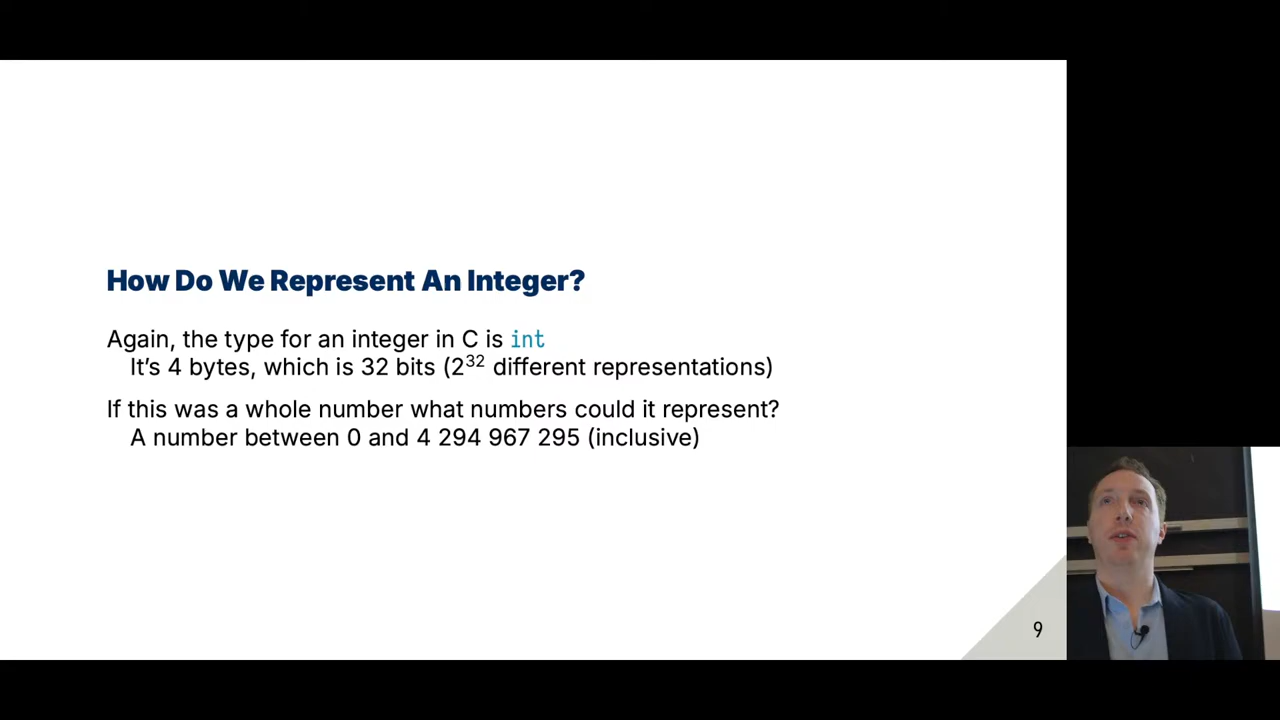 How Do We Represent An Integer?
Again, the type for an integer in C is int
It’s 4 bytes, which is 32 bits (2³² different representations)
If this was a whole number what numbers could it represent?
A number between 0 and 4 294 967 295 (inclusive)
9